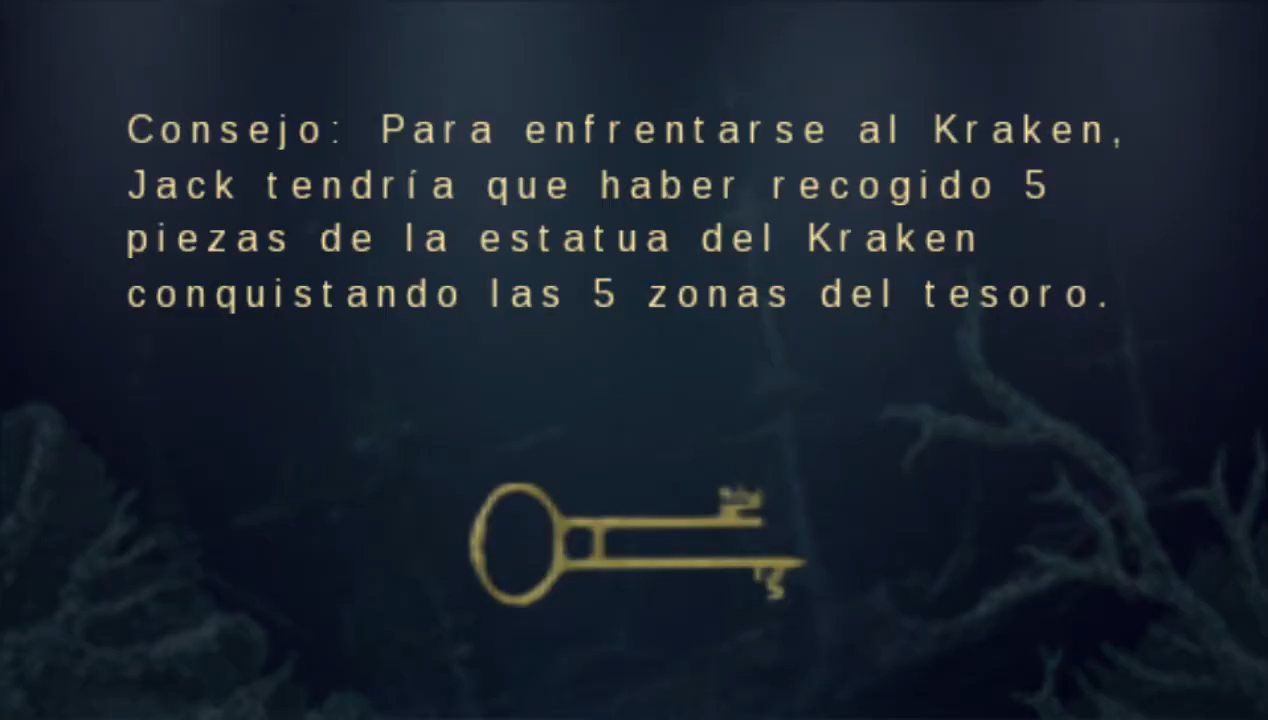 Consejo: Para enfrentarse al Kraken,
Jack tendría que haber recogido 5
piezas de la estatua del Kraken
conquistando las 5 zonas del tesoro.